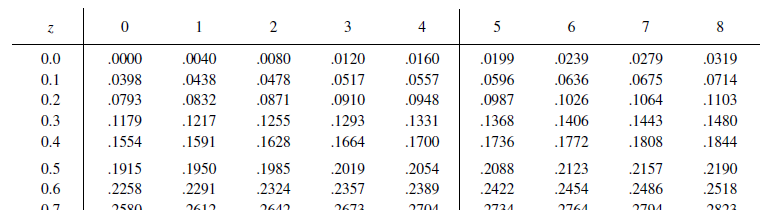 z 0 1 2 3 4 5 6 7 8
0.0 .0000 .0040 .0080 .0120 .0160 .0199 .0239 .0279 .0319
0.1 .0398 .0438 .0478 .0517 .0557 .0596 .0636 .0675 .0714
0.2 .0793 .0832 .0871 .0910 .0948 .0987 .1026 .1064 .1103
0.3 .1179 .1217 .1255 .1293 .1331 .1368 .1406 .1443 .1480
0.4 .1554 .1591 .1628 .1664 .1700 .1736 .1772 .1808 .1844
0.5 .1915 .1950 .1985 .2019 .2054 .2088 .2123 .2157 .2190
0.6 .2258 .2291 .2324 .2357 .2389 .2422 .2454 .2486 .2518
0.7 .2580 .2612 .2642 .2673 .2704 .2734 .2764 .2794 .2823